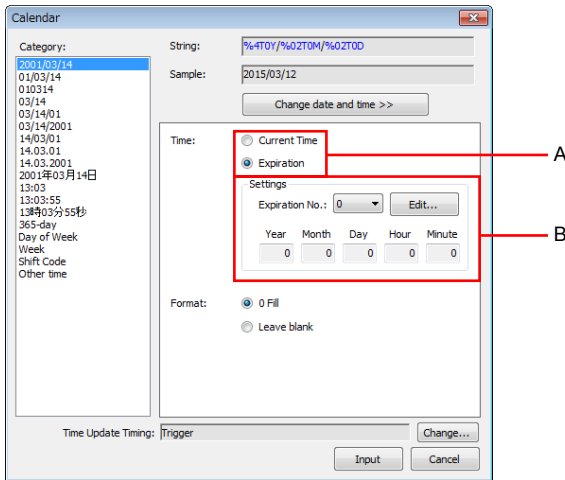 Calendar
Category:
2001/03/14
01/03/14
010314
03/14
03/14/01
03/14/2001
14/03/01
14.03.01
14.03.2001
2001年03月14日
13:03
13:03:55
13時03分55秒
365-day
Day of Week
Week
Shift Code
Other time
String:
%4T0Y/%02T0M/%02T0D
Sample:
2015/03/12
Change date and time >>
Time:
Current Time
Expiration
A
Settings
Expiration No.: 0 Edit...
B
Year Month Day Hour Minute
0 0 0 0 0
Format:
0 Fill
Leave blank
Time Update Timing: Trigger Change...
Input Cancel